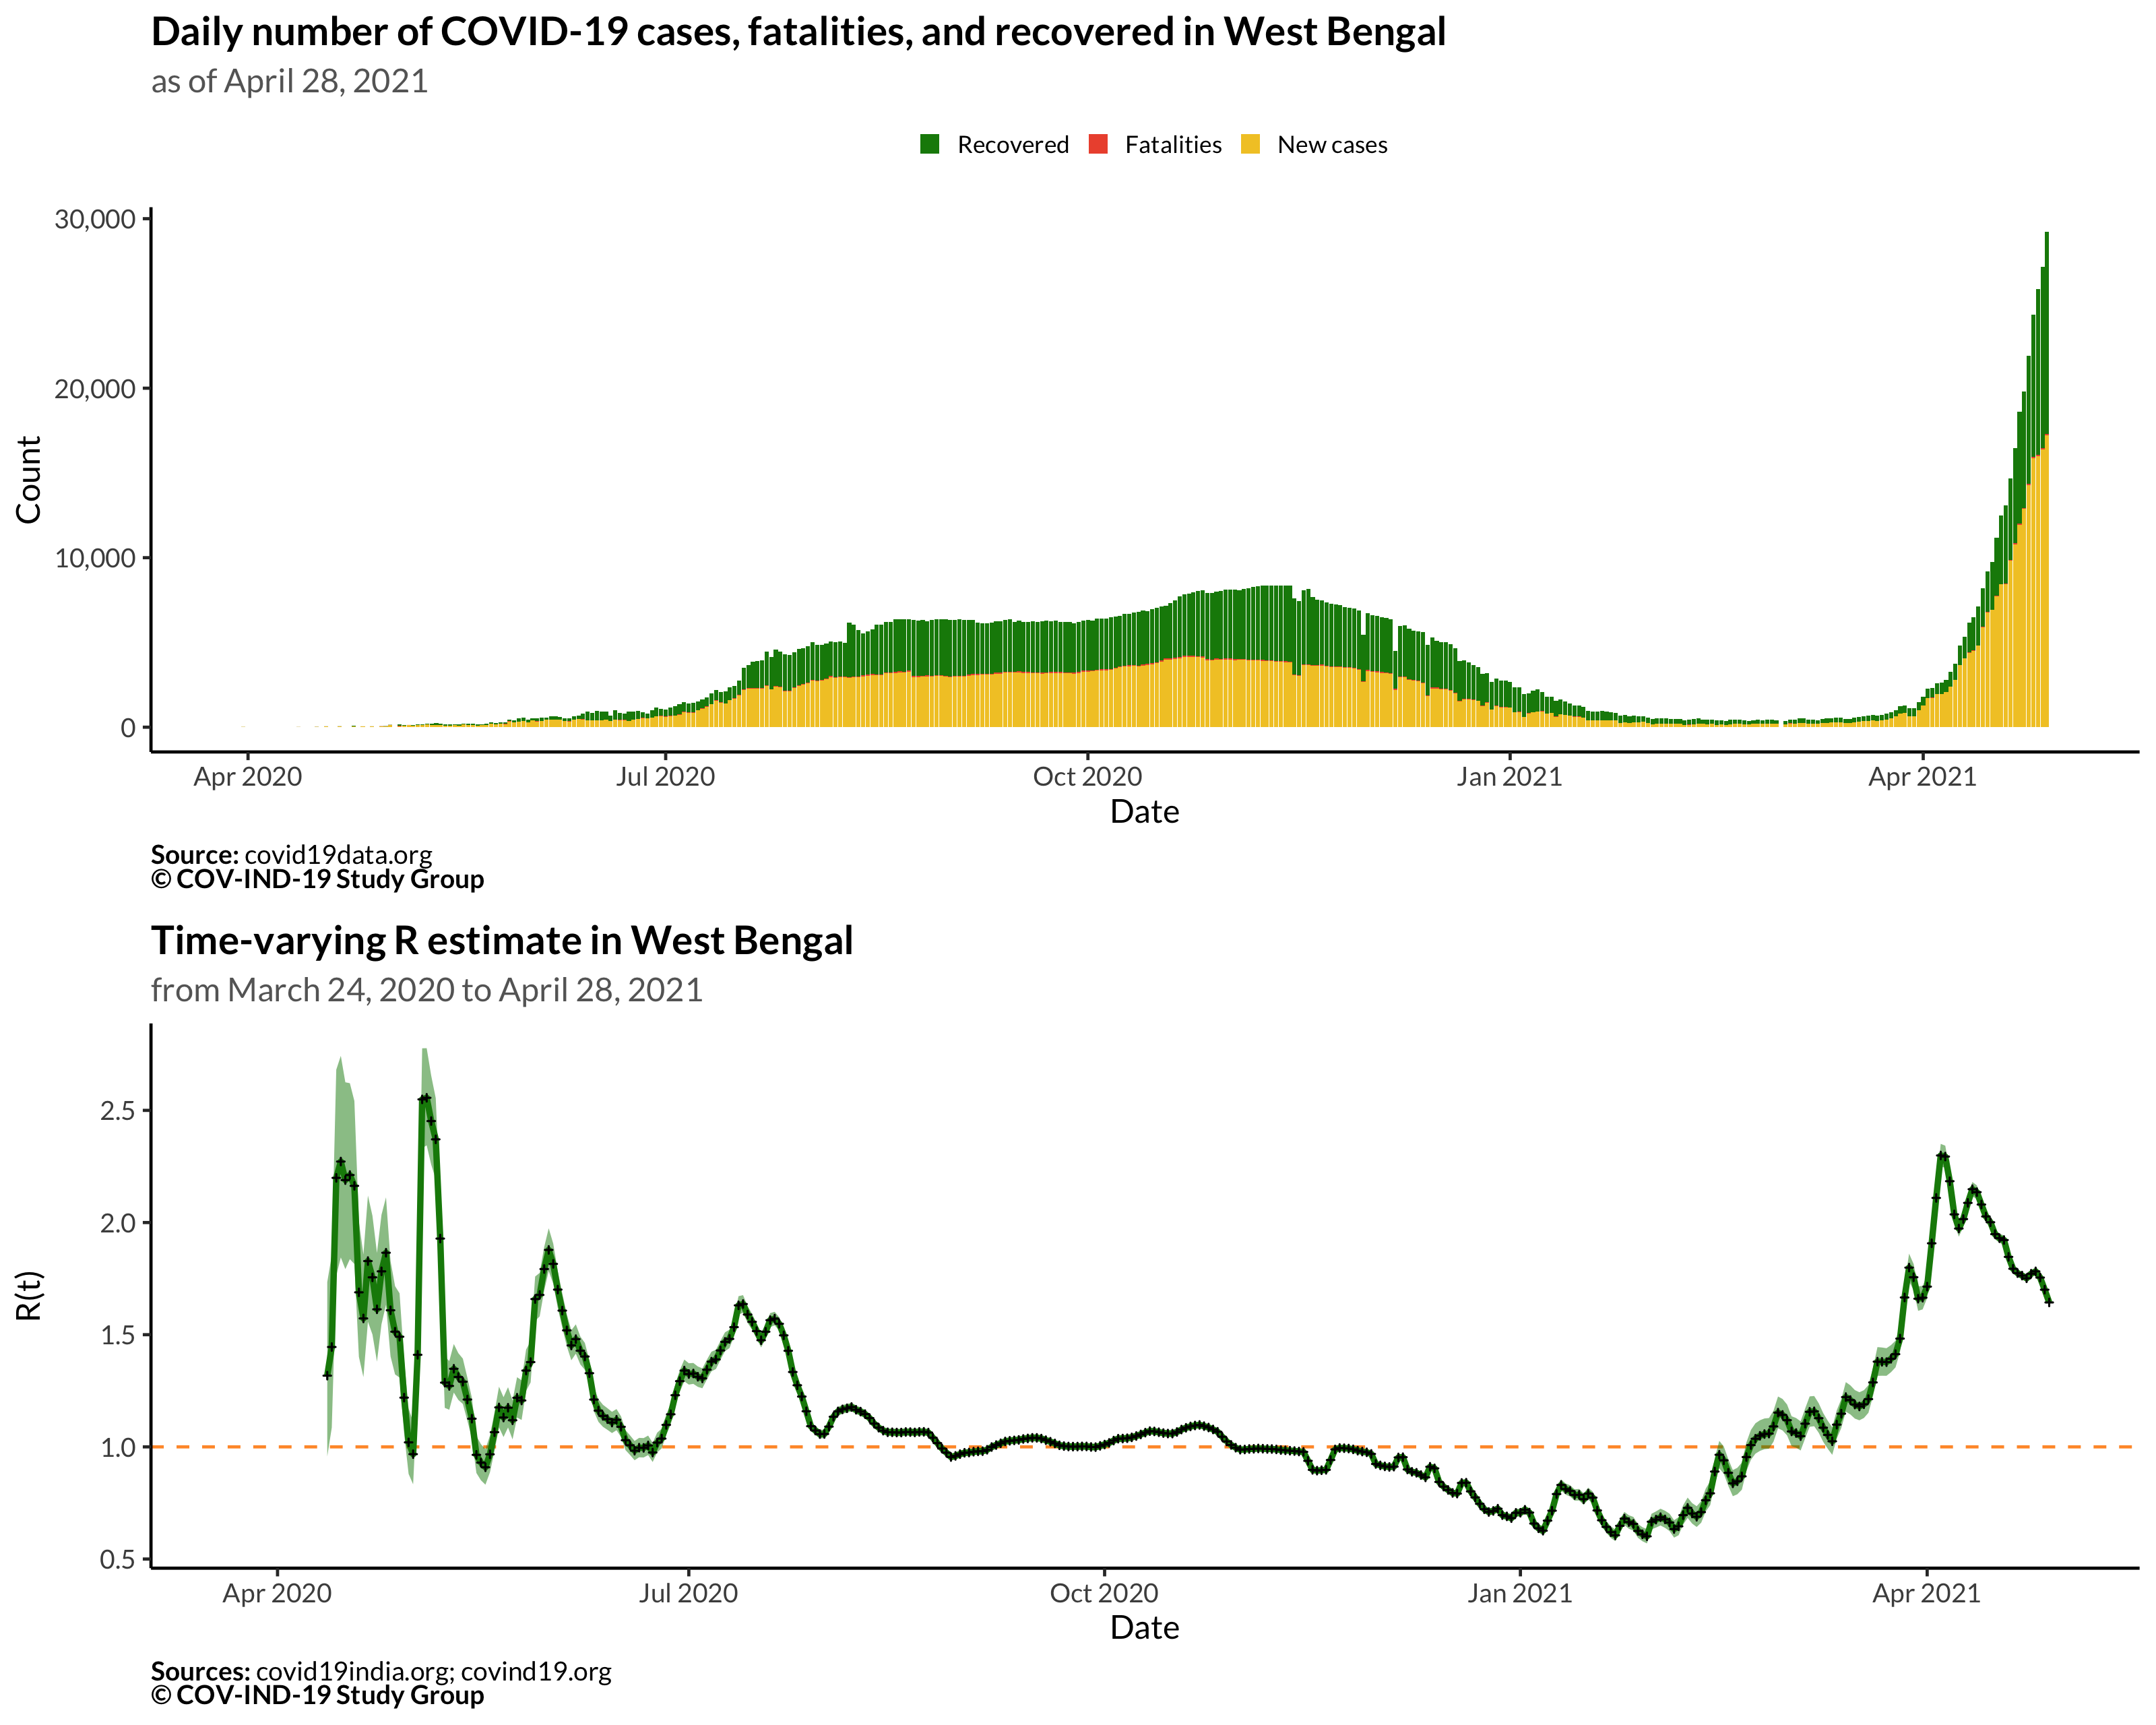 Daily number of COVID-19 cases, fatalities, and recovered in West Bengal
as of April 28, 2021
Recovered Fatalities New cases
30,000
20,000
10,000
0
Count
Apr 2020 Jul 2020 Oct 2020 Jan 2021 Apr 2021
Date
Source: covid19data.org
© COV-IND-19 Study Group
Time-varying R estimate in West Bengal
from March 24, 2020 to April 28, 2021
2.5
2.0
1.5
1.0
0.5
R(t)
Apr 2020 Jul 2020 Oct 2020 Jan 2021 Apr 2021
Date
Sources: covid19india.org; covind19.org
© COV-IND-19 Study Group